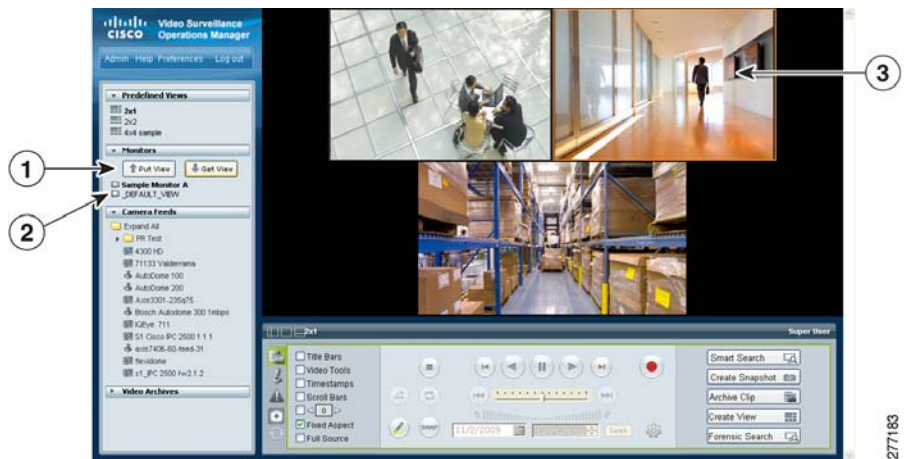 CISCO
Video Surveillance
Operations Manager
Admin Help Preferences Log out
Predefined Views
2x1
2x2
4x4 sample
Monitors
Put View Get View
Sample Monitor A
_DEFAULT_VIEW
Camera Feeds
Expand All
PR Test
4300 HD
71133 Valderrama
AutoDome 100
AutoDome 200
Axis3301-235q75
Bosch Autodome 300 1mbps
IQEye 711
S1 Cisco IPC 2500 1 1 1
axis7406-60-feed-31
flexidome
s1_IPC 2500 fw2.1.2
Video Archives
1
2
3
2x1 Super User
Title Bars
Video Tools
Timestamps
Scroll Bars
0
Fixed Aspect
Full Source
SNAP
11/2/2009
Seek
Smart Search
Create Snapshot
Archive Clip
Create View
Forensic Search
277183